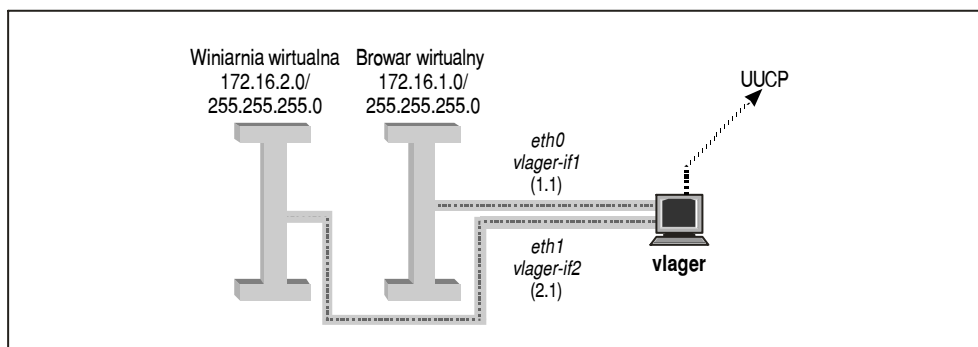 Winiarnia wirtualna
172.16.2.0/
255.255.255.0
Browar wirtualny
172.16.1.0/
255.255.255.0
UUCP
eth0
vlager-if1
(1.1)
eth1
vlager-if2
(2.1)
vlager